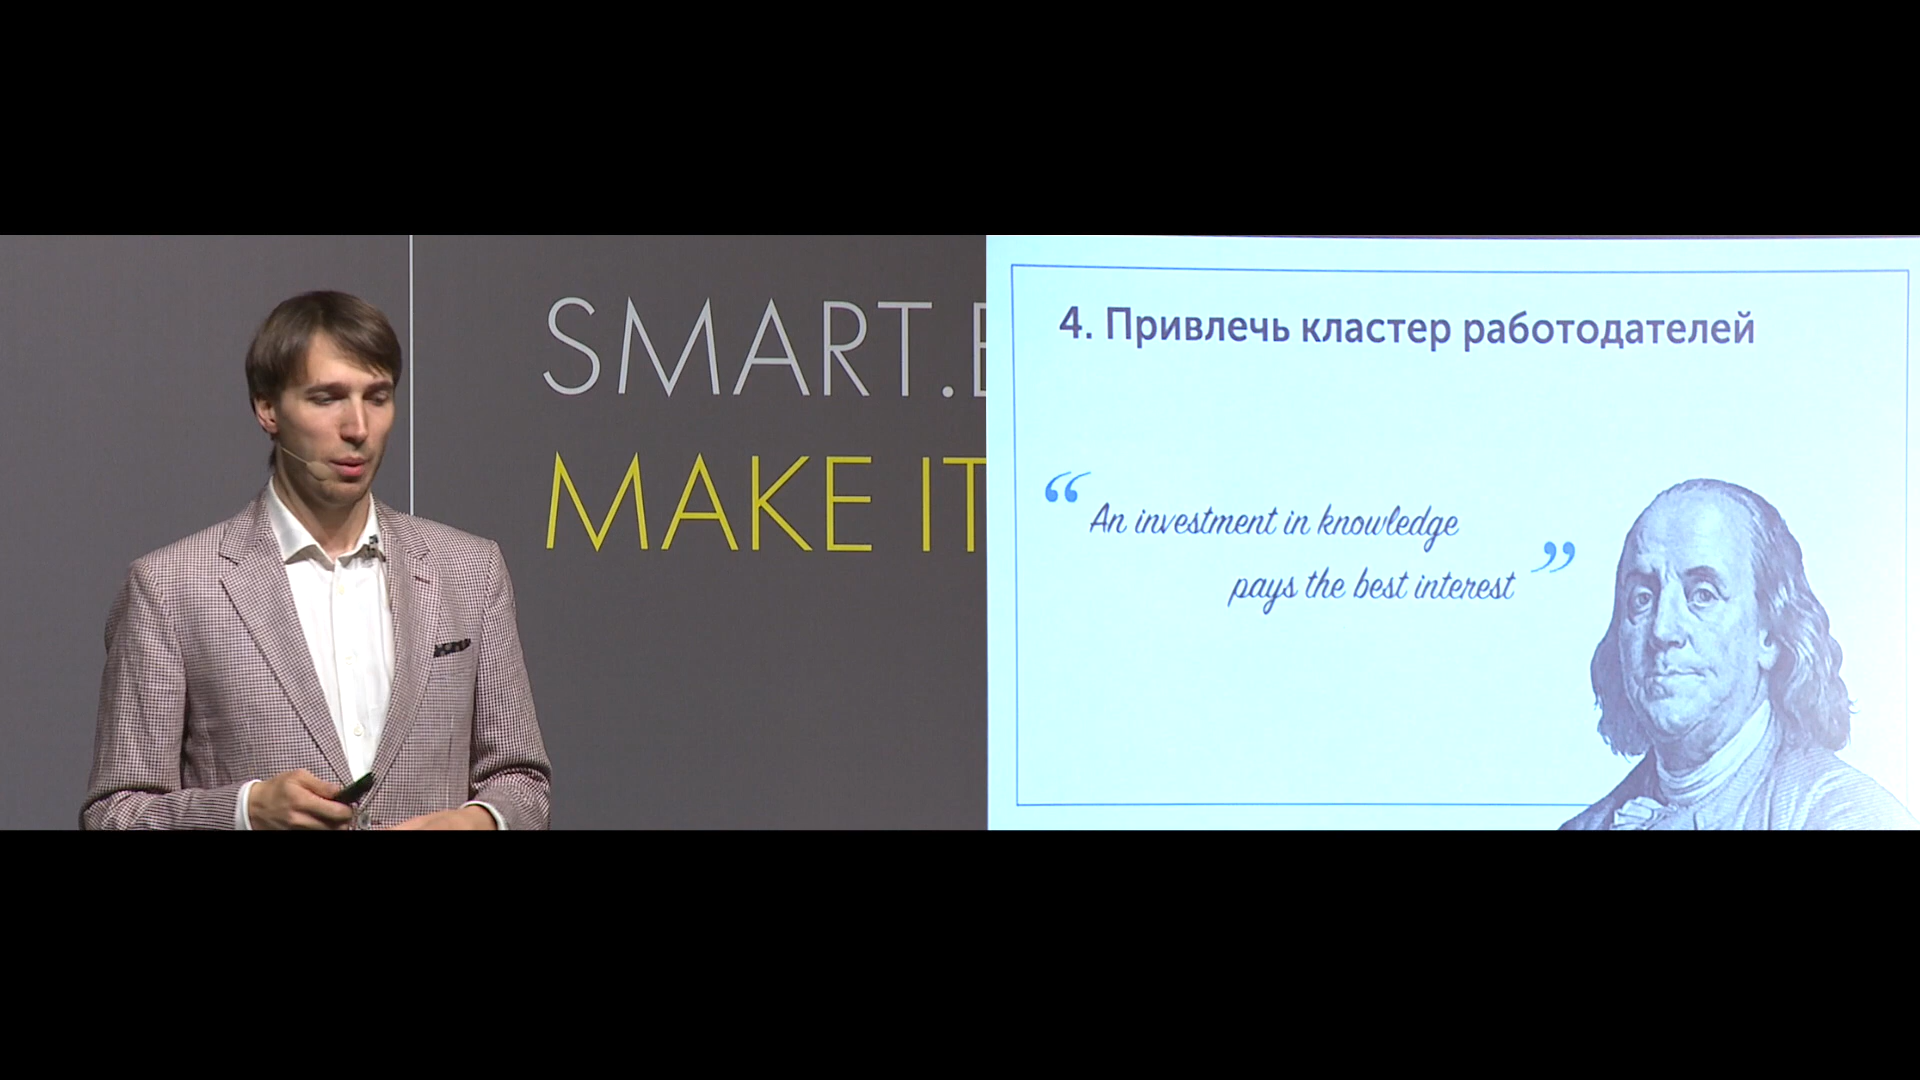 SMART.
MAKE IT
4. Привлечь кластер работодателей
“ An investment in knowledge
pays the best interest ”